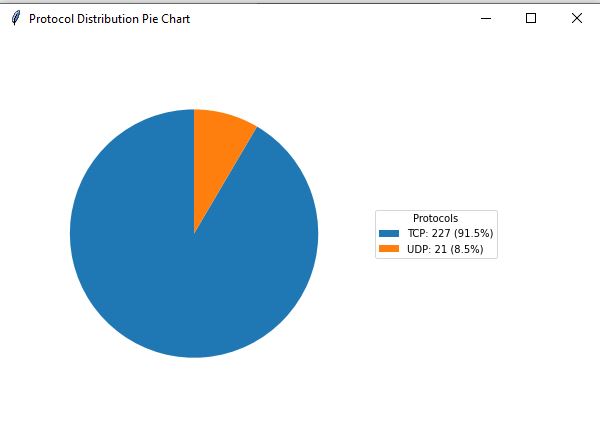 Protocol Distribution Pie Chart
Protocols
TCP: 227 (91.5%)
UDP: 21 (8.5%)